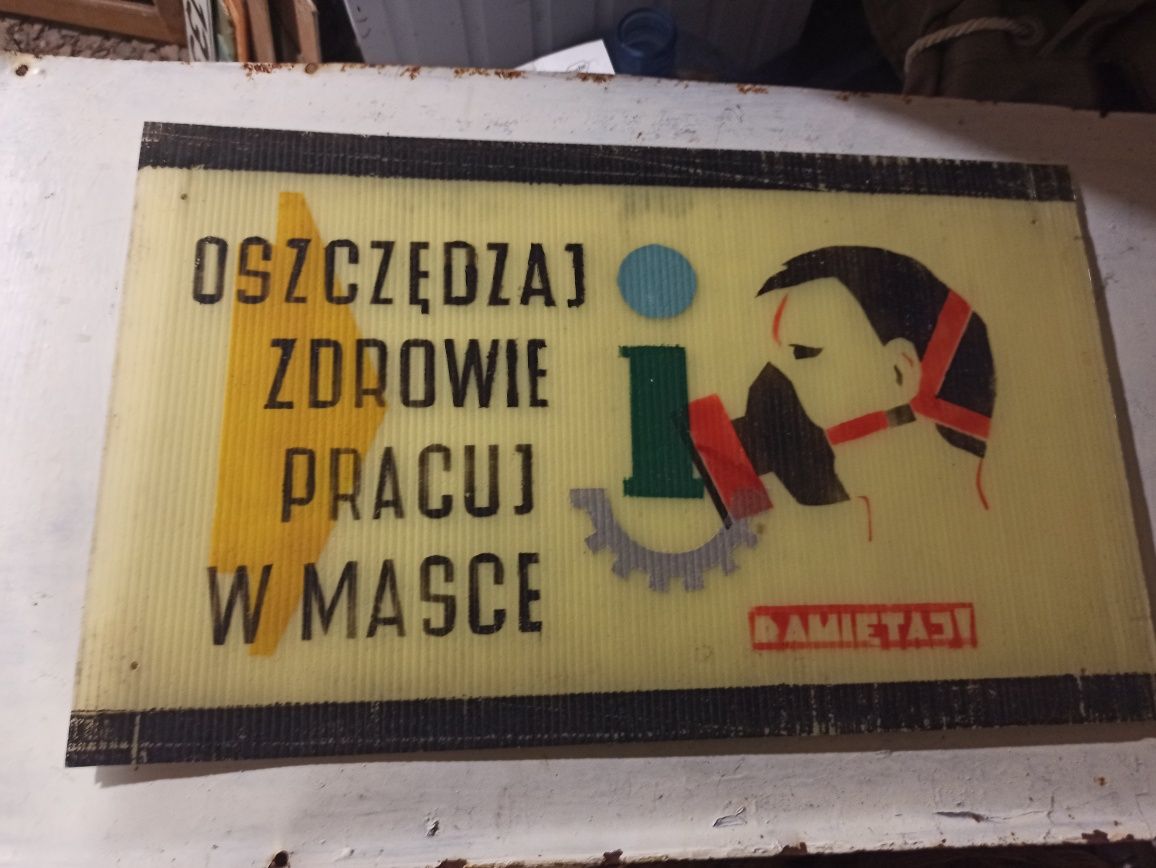 OSZCZĘDZAJ
ZDROWIE
PRACUJ
W MASCE
i
PAMIĘTAJ!